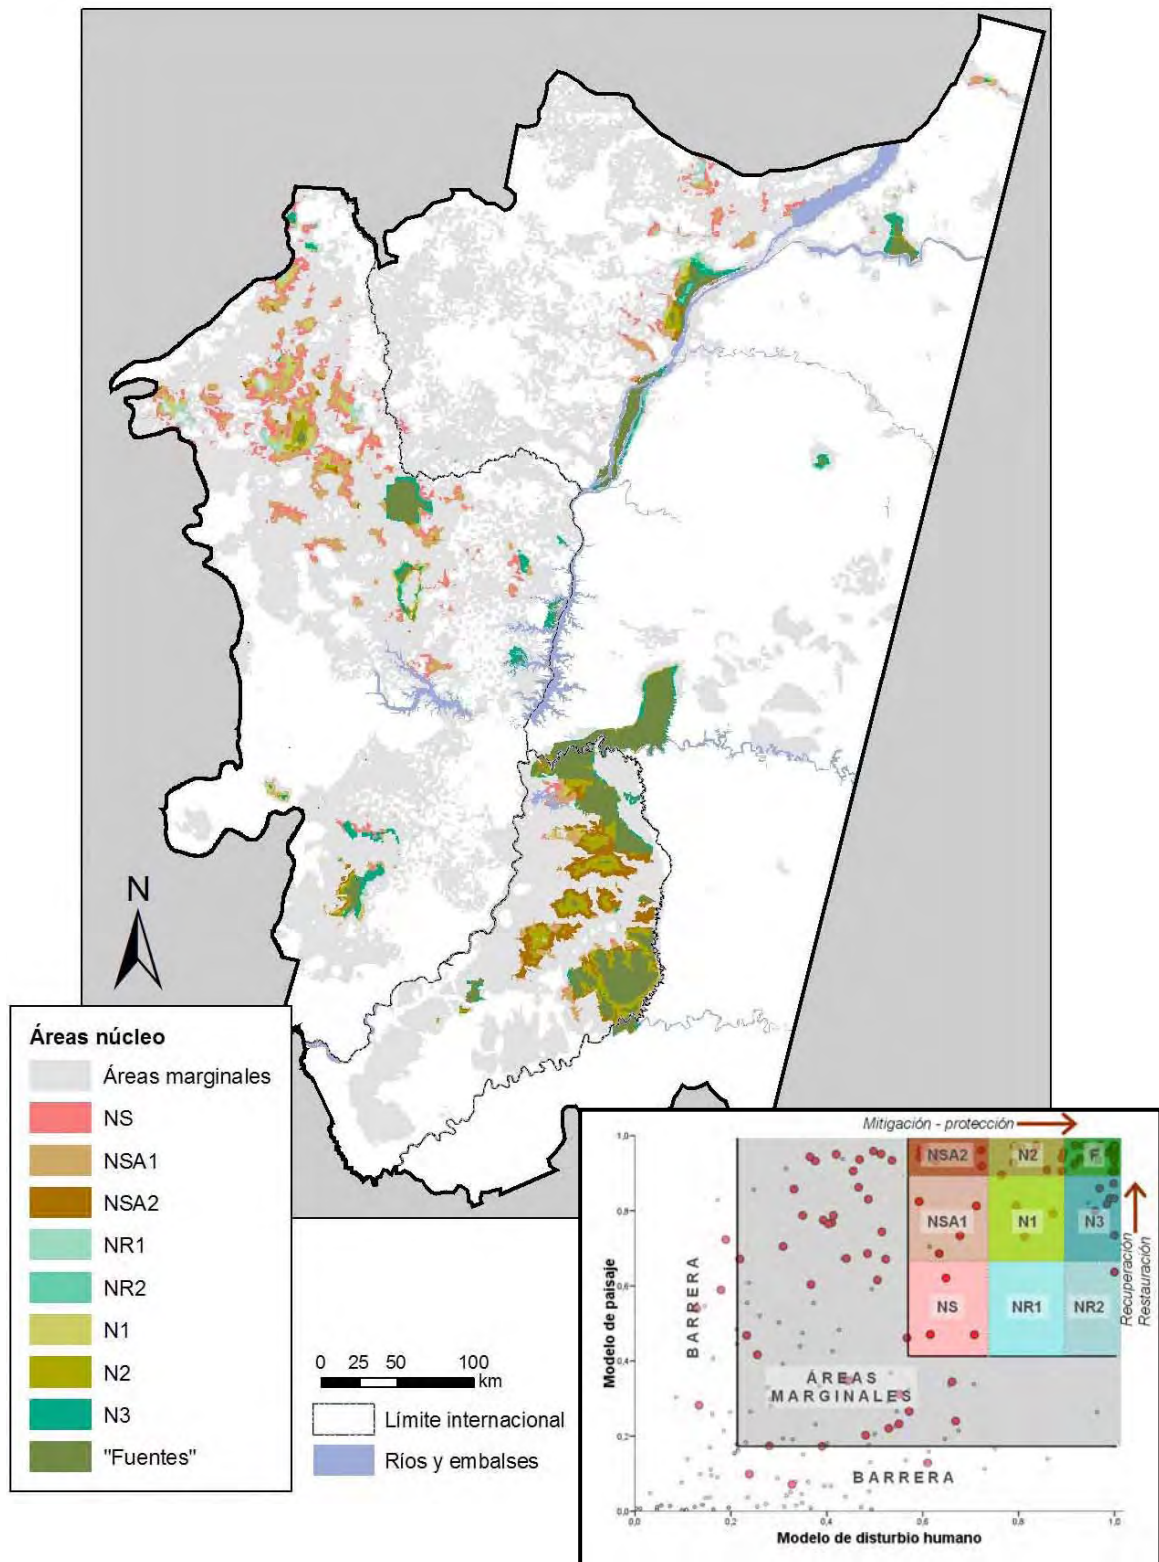 N
Áreas núcleo
Áreas marginales
NS
NSA1
NSA2
NR1
NR2
N1
N2
N3
"Fuentes"
0 25 50 100
km
Límite internacional
Ríos y embalses
Mitigación - protección
Recuperación
Restauración
Modelo de paisaje
1,0
0,8
0,6
0,4
0,2
0,0
BARRERA
NSA2
N2
F
NSA1
N1
N3
NS
NR1
NR2
ÁREAS
MARGINALES
BARRERA
0,0 0,2 0,4 0,6 0,8 1,0
Modelo de disturbio humano